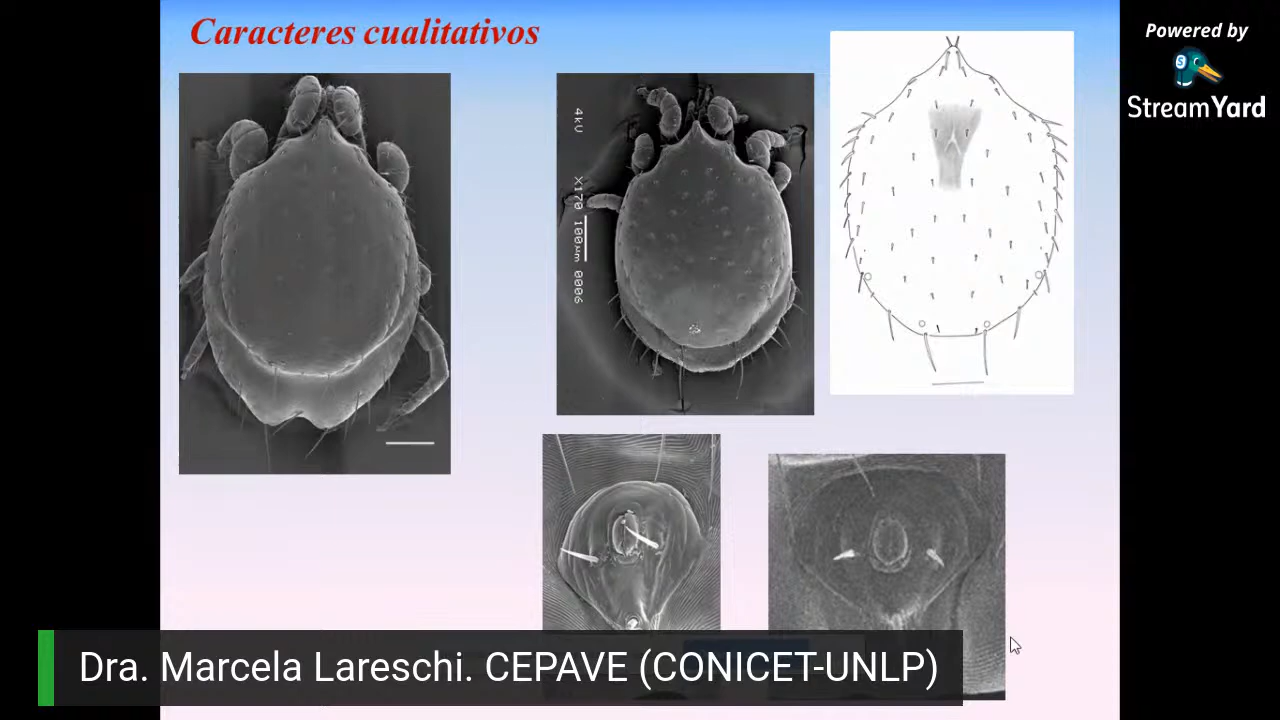 Caracteres cualitativos
Powered by
S
StreamYard
4kU
X170
100µm
0006
Dra. Marcela Lareschi. CEPAVE (CONICET-UNLP)